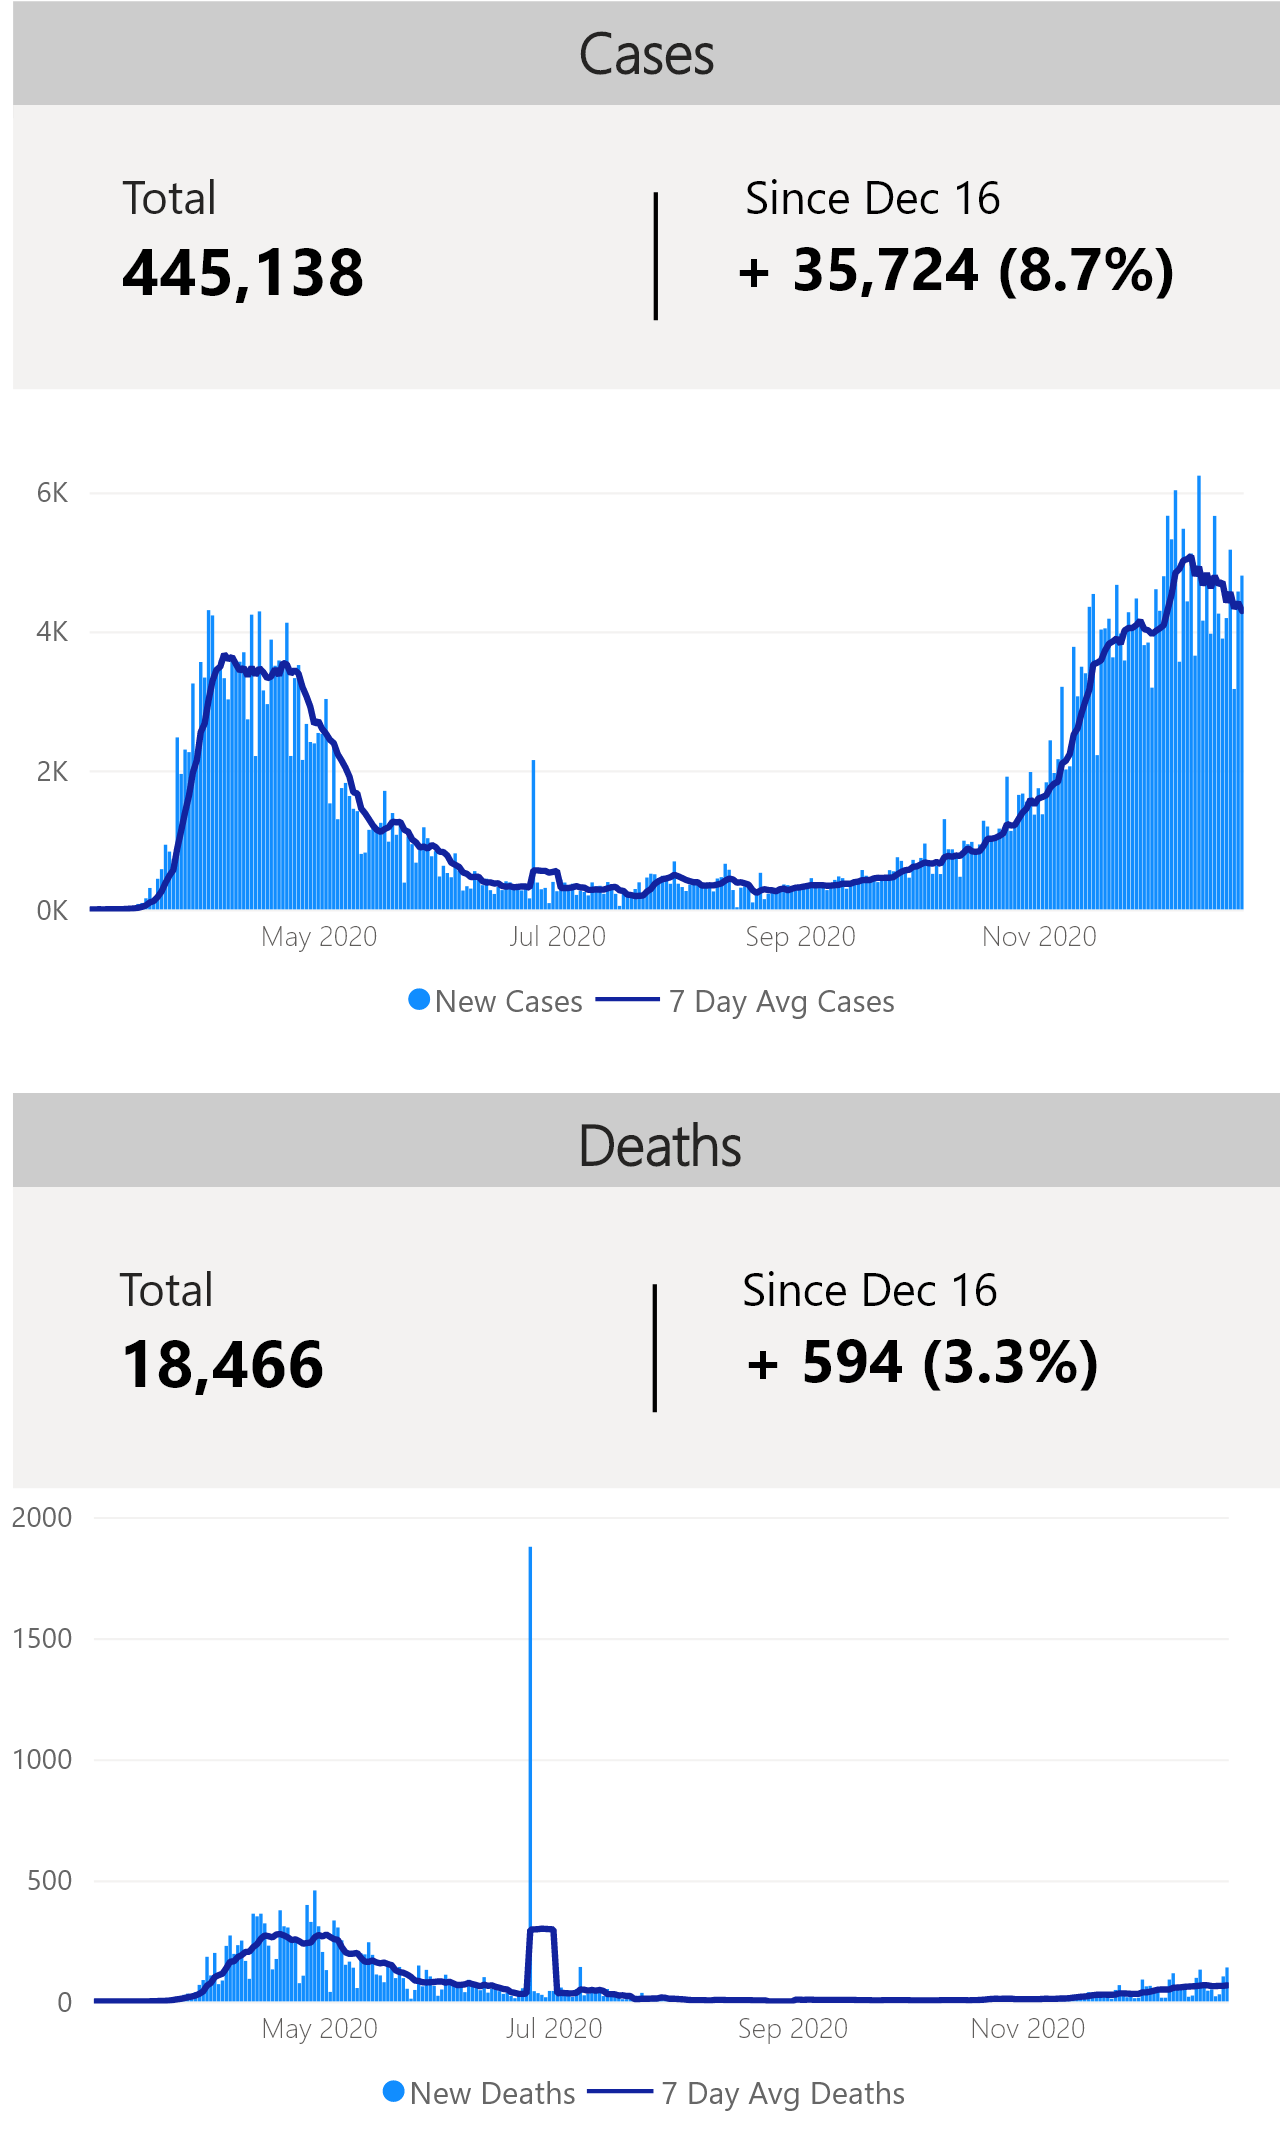 Cases
Total
Since Dec 16
445,138
+ 35,724 (8.7%)
6K
4K
2K
0K
May 2020
Jul 2020
Sep 2020
Nov 2020
New Cases
7 Day Avg Cases
Deaths
Total
Since Dec 16
18,466
+ 594 (3.3%)
2000
1500
1000
500
0
May 2020
Jul 2020
Sep 2020
Nov 2020
New Deaths
7 Day Avg Deaths